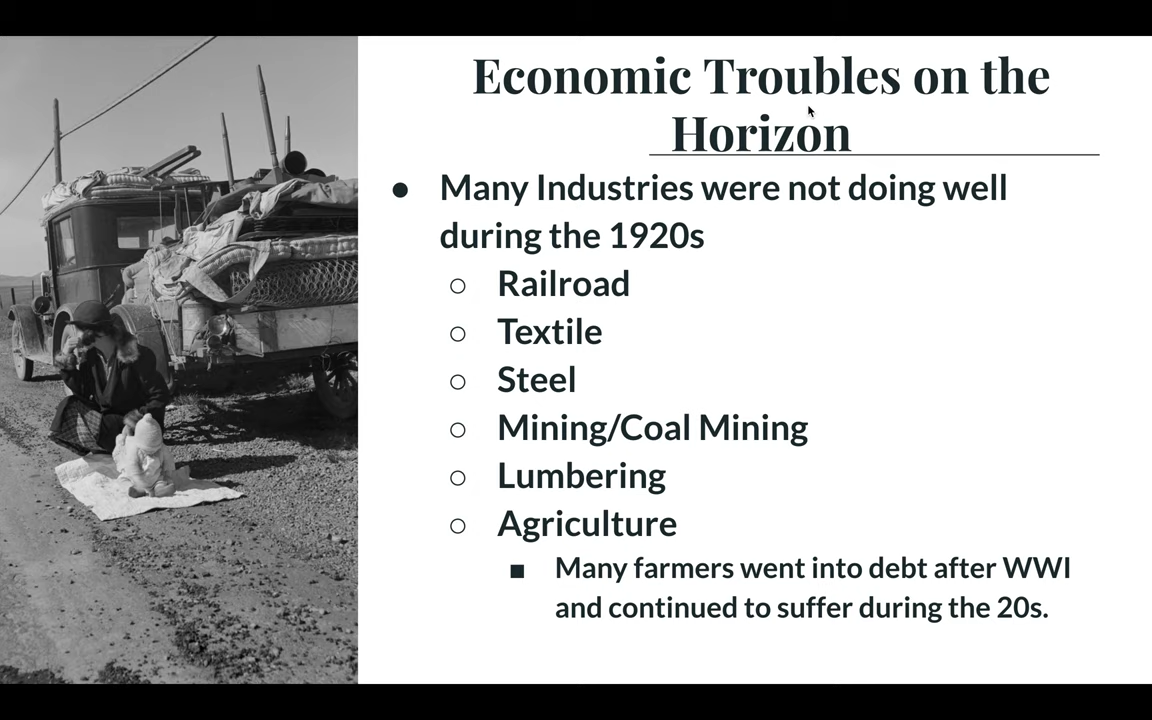 Economic Troubles on the
Horizon
● Many Industries were not doing well
during the 1920s
○ Railroad
○ Textile
○ Steel
○ Mining/Coal Mining
○ Lumbering
○ Agriculture
■ Many farmers went into debt after WWI
and continued to suffer during the 20s.